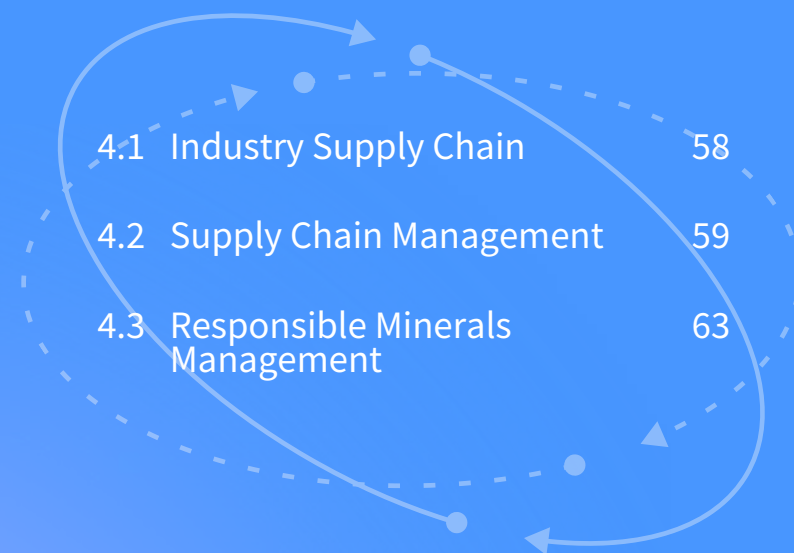 4.1 Industry Supply Chain 58
4.2 Supply Chain Management 59
4.3 Responsible Minerals 63
Management